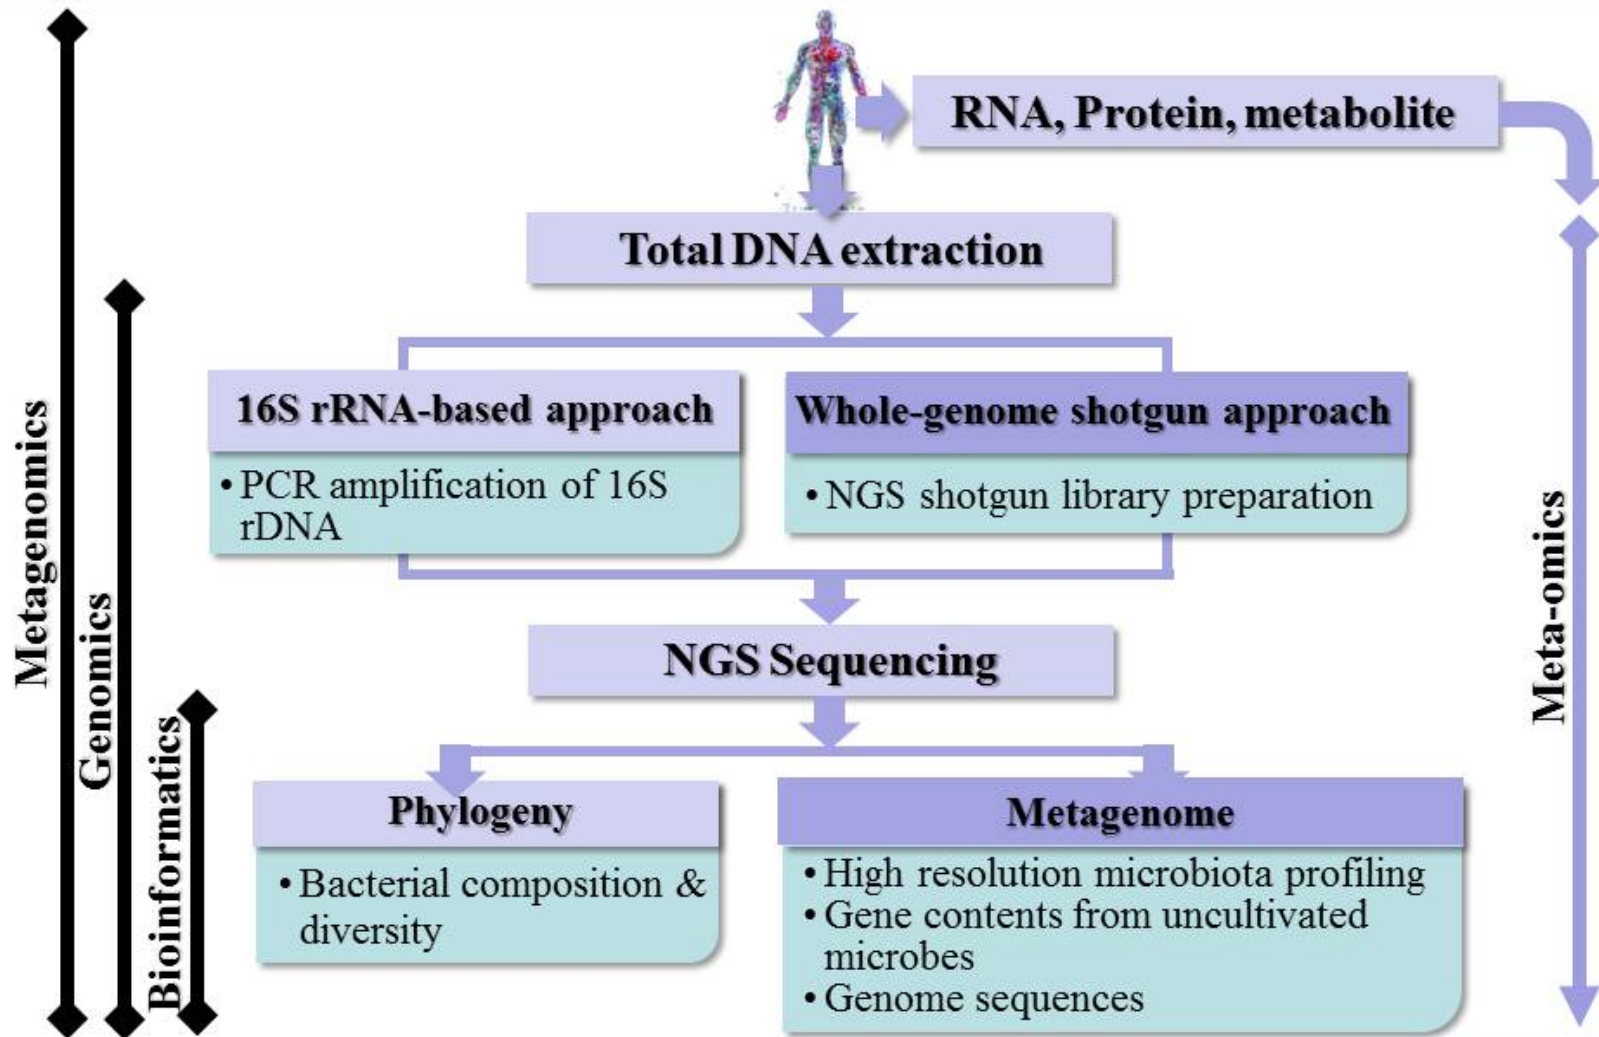 RNA, Protein, metabolite
Total DNA extraction
16S rRNA-based approach
• PCR amplification of 16S
rDNA
Whole-genome shotgun approach
• NGS shotgun library preparation
NGS Sequencing
Phylogeny
• Bacterial composition &
diversity
Metagenome
• High resolution microbiota profiling
• Gene contents from uncultivated
microbes
• Genome sequences
Metagenomics
Genomics
Bioinformatics
Meta-omics